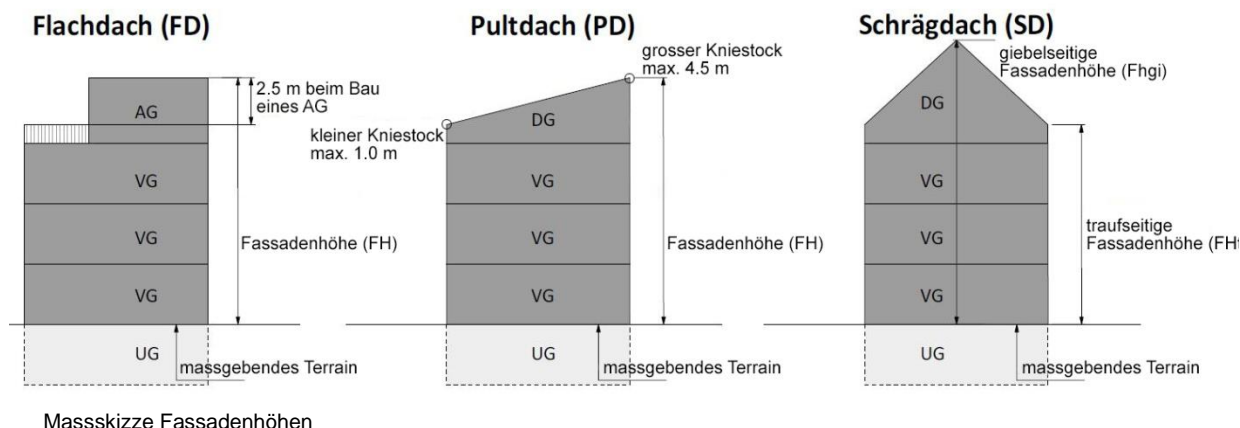 Flachdach (FD)
2.5 m beim Bau
eines AG
AG
VG
VG
VG
UG
Fassadenhöhe (FH)
massgebendes Terrain
Pultdach (PD)
grosser Kniestock
max. 4.5 m
kleiner Kniestock
max. 1.0 m
DG
VG
VG
VG
UG
Fassadenhöhe (FH)
massgebendes Terrain
Schrägdach (SD)
giebelseitige
Fassadenhöhe (Fhgi)
DG
VG
VG
VG
UG
traufseitige
Fassadenhöhe (FHt
massgebendes Terrain
Massskizze Fassadenhöhen